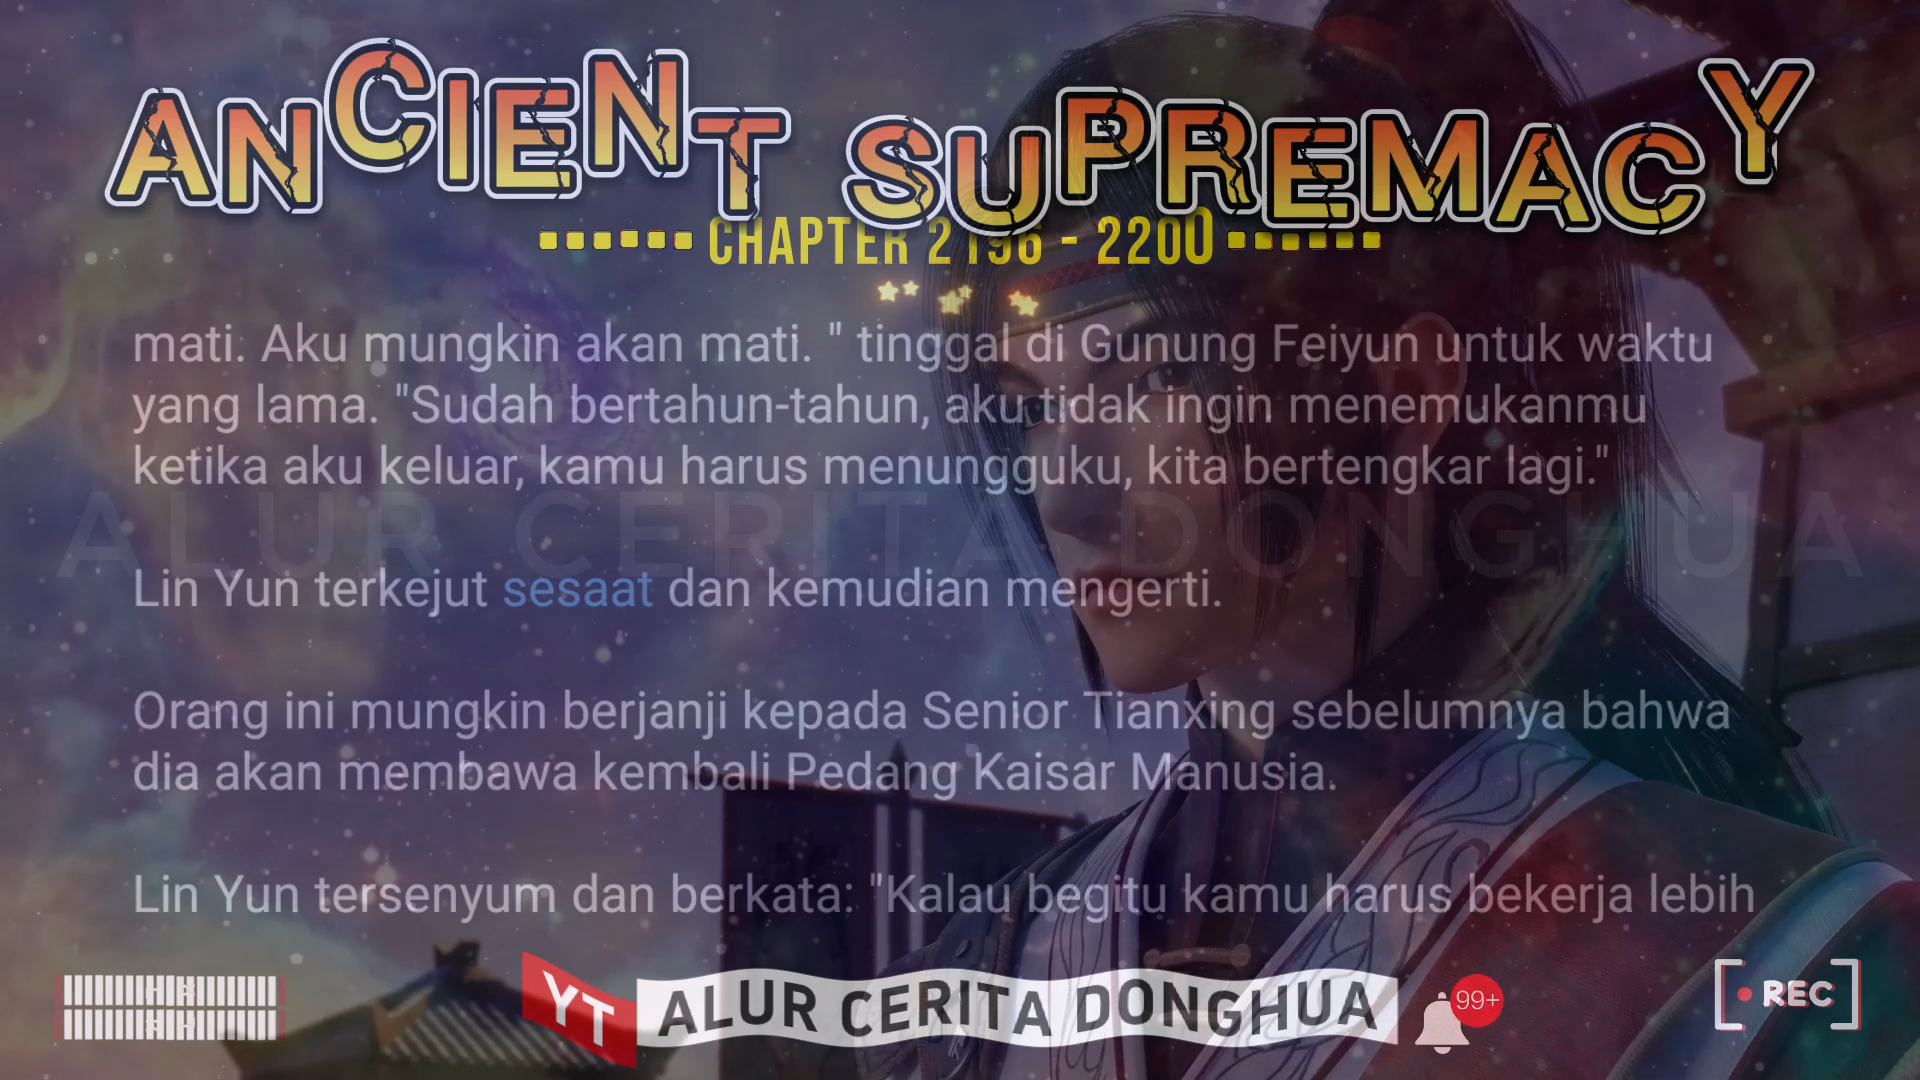 ANCIENT SUPREMACY
CHAPTER 2196 - 2200
mati. Aku mungkin akan mati. " tinggal di Gunung Feiyun untuk waktu
yang lama. "Sudah bertahun-tahun, aku tidak ingin menemukanmu
ketika aku keluar, kamu harus menungguku, kita bertengkar lagi."
ALUR CERITA DONGHUA
Lin Yun terkejut sesaat dan kemudian mengerti.
Orang ini mungkin berjanji kepada Senior Tianxing sebelumnya bahwa
dia akan membawa kembali Pedang Kaisar Manusia.
Lin Yun tersenyum dan berkata: "Kalau begitu kamu harus bekerja lebih
YT ALUR CERITA DONGHUA
99+
REC